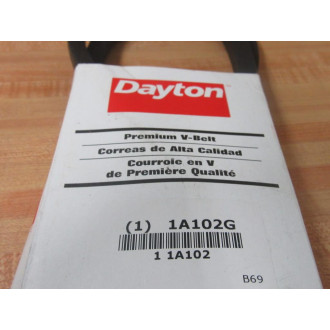 Dayton
Premium V-Belt
Correas de Alta Calidad
Courroie en V
de Première Qualité
(1) 1A102G
1 1A102
B69